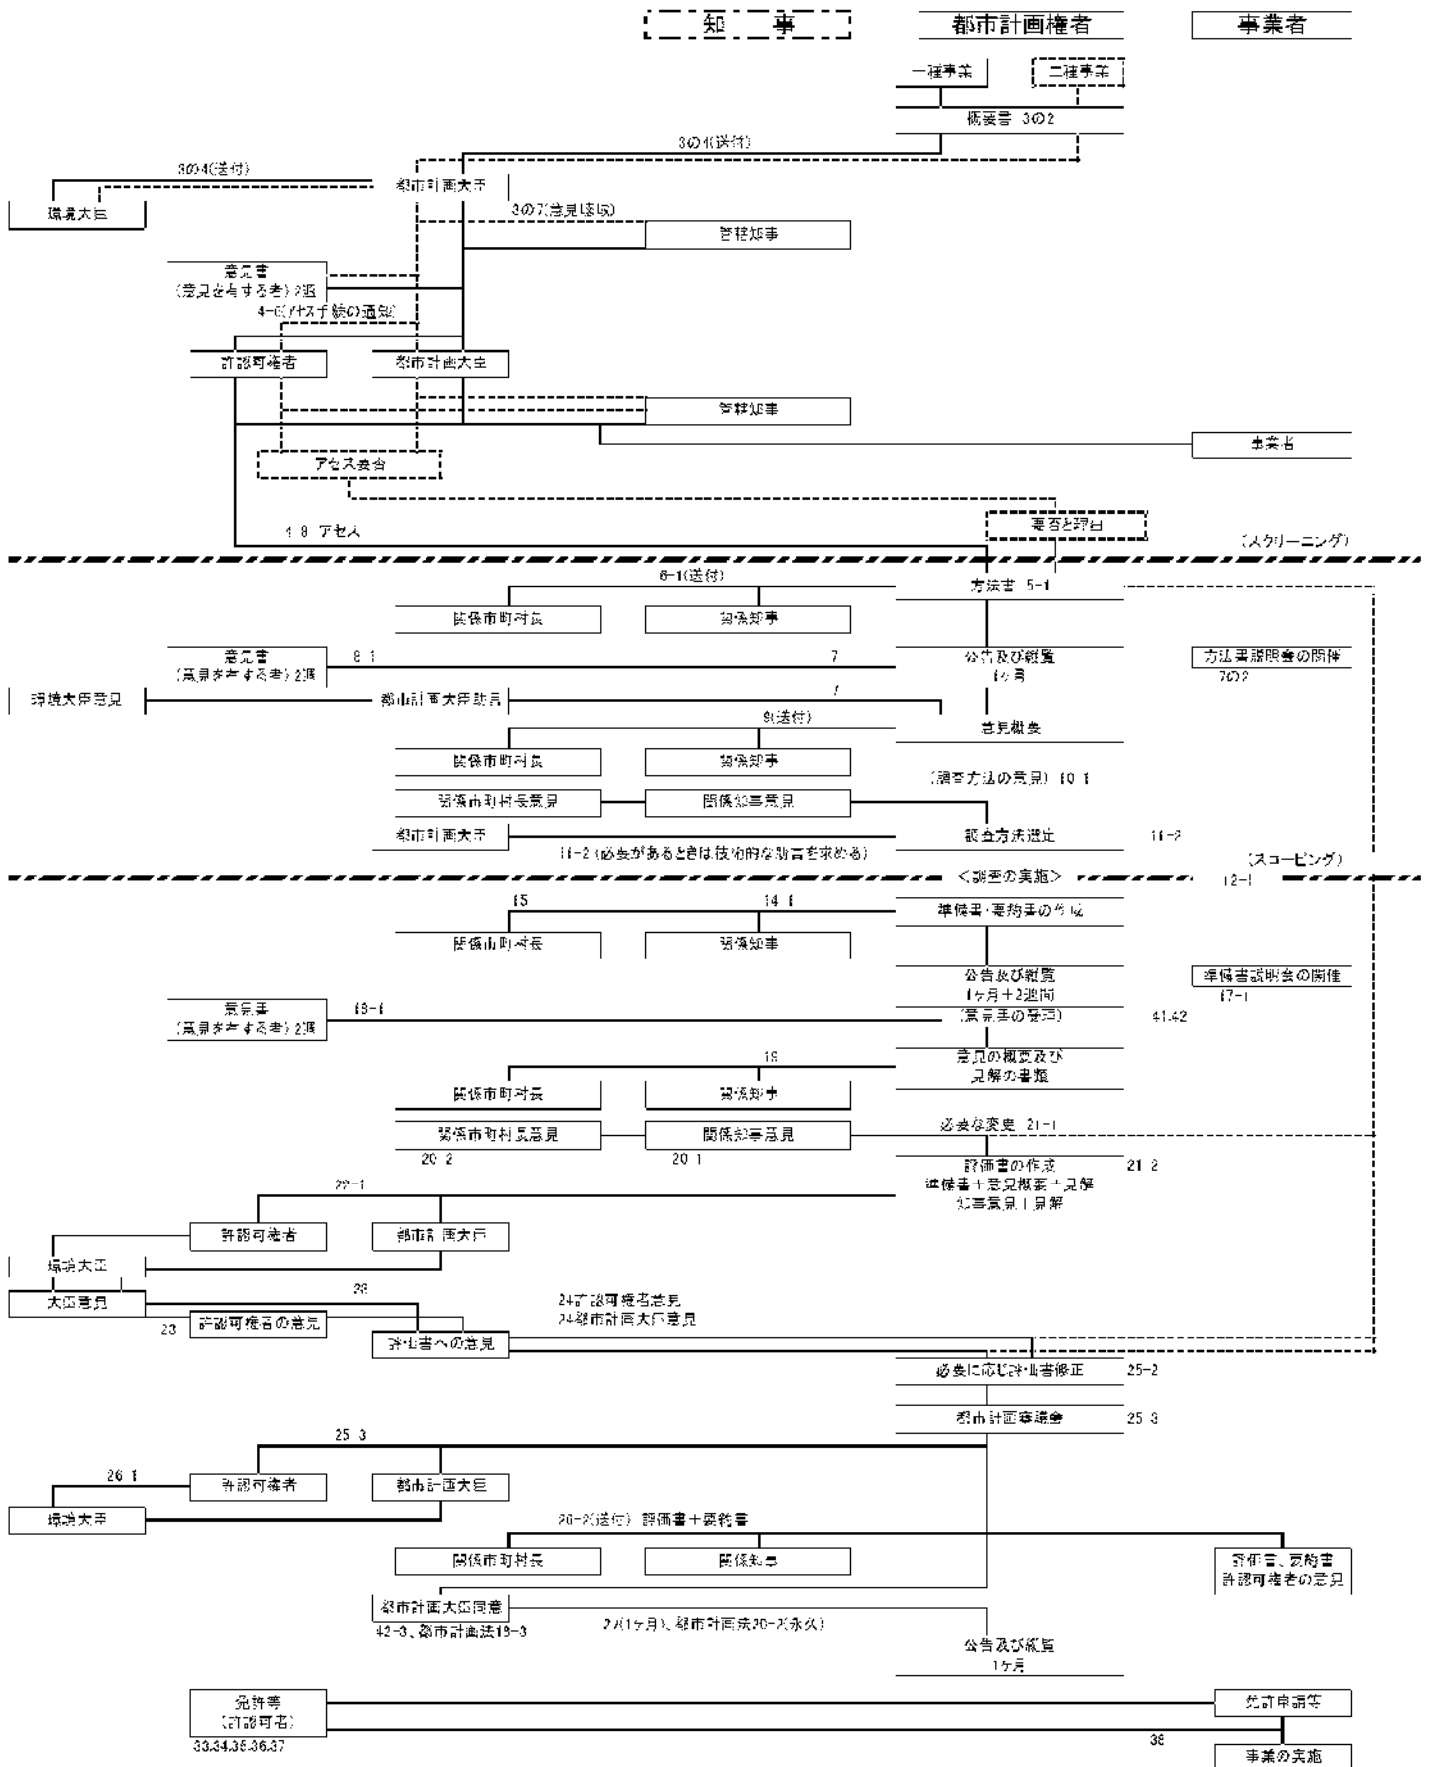 知　事
都市計画権者
事業者
一種事業
二種事業
概要書 3の2
3の4(送付)
3の4(送付)
都市計画大臣
環境大臣
3の7(意見聴取)
管轄知事
意見書
(意見を有する者)2週
4-6(アセス手続の通知)
許認可権者
都市計画大臣
管轄知事
事業者
アセス要否
要否と理由
4-8 アセス
(スクリーニング)
6-1(送付)
方法書 5-1
関係市町村長
関係知事
意見書
(意見を有する者)2週
8-1
7
公告及び縦覧
1ヶ月
方法書説明会の開催
7の2
環境大臣意見
都市計画大臣助言
7
意見概要
9(送付)
関係市町村長
関係知事
(調査方法の意見) 10-1
関係市町村長意見
関係知事意見
都市計画大臣
調査方法選定
11-2
11-2(必要があるときは技術的な助言を求める)
(スコーピング)
<調査の実施>
12-1
15
14-1
準備書・要約書の作成
関係市町村長
関係知事
公告及び縦覧
1ヶ月+2週間
(意見書の受理)
準備書説明会の開催
17-1
意見書
(意見を有する者)2週
18-1
41.42
19
意見の概要及び
見解の書類
関係市町村長
関係知事
必要な変更 21-1
関係市町村長意見
関係知事意見
20-2
20-1
評価書の作成
21-2
準備書+意見概要+見解
知事意見+見解
22-1
許認可権者
都市計画大臣
環境大臣
大臣意見
23
23
許認可権者の意見
24許認可権者意見
24都市計画大臣意見
評価書への意見
必要に応じ評価書修正
25-2
都市計画審議会
25-3
25-3
26-1
許認可権者
都市計画大臣
環境大臣
26-2(送付) 評価書+要約書
関係市町村長
関係知事
評価書、要約書
許認可権者の意見
都市計画大臣同意
42-3、都市計画法18-3
27(1ヶ月)、都市計画法20-2(永久)
公告及び縦覧
1ヶ月
免許等
(許認可者)
33.34.35.36.37
免許申請等
38
事業の実施